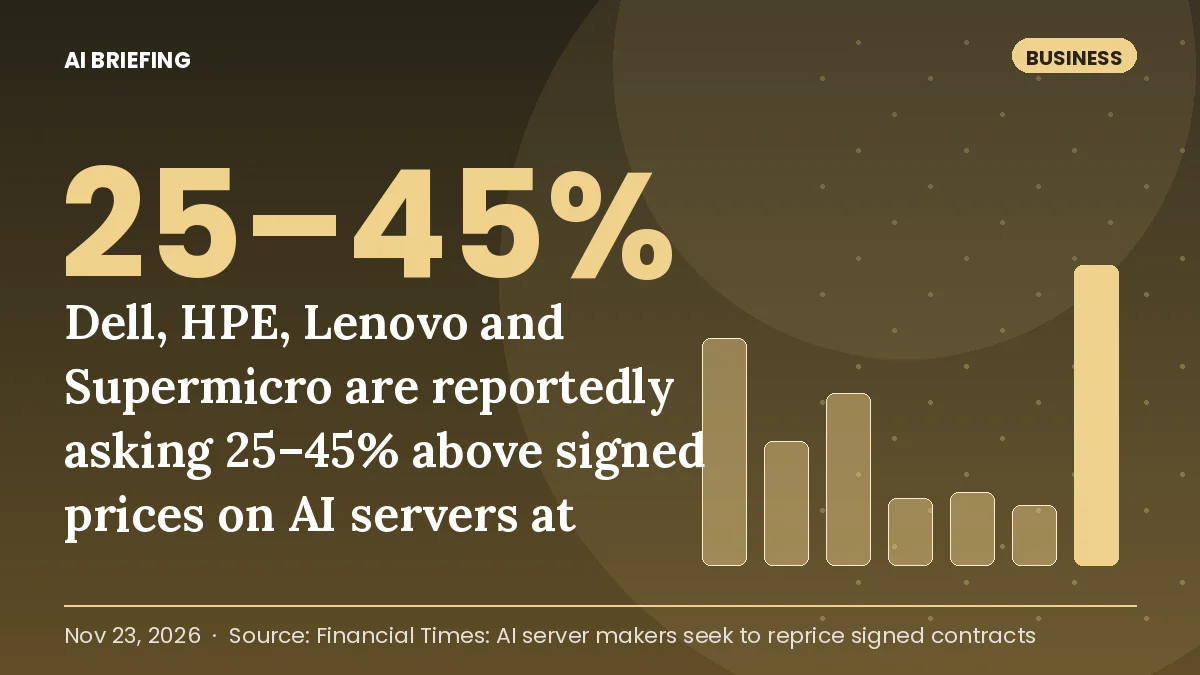 AI BRIEFING
BUSINESS
25–45%
Dell, HPE, Lenovo and
Supermicro are reportedly
asking 25–45% above signed
prices on AI servers at
Nov 23, 2026 · Source: Financial Times: AI server makers seek to reprice signed contracts